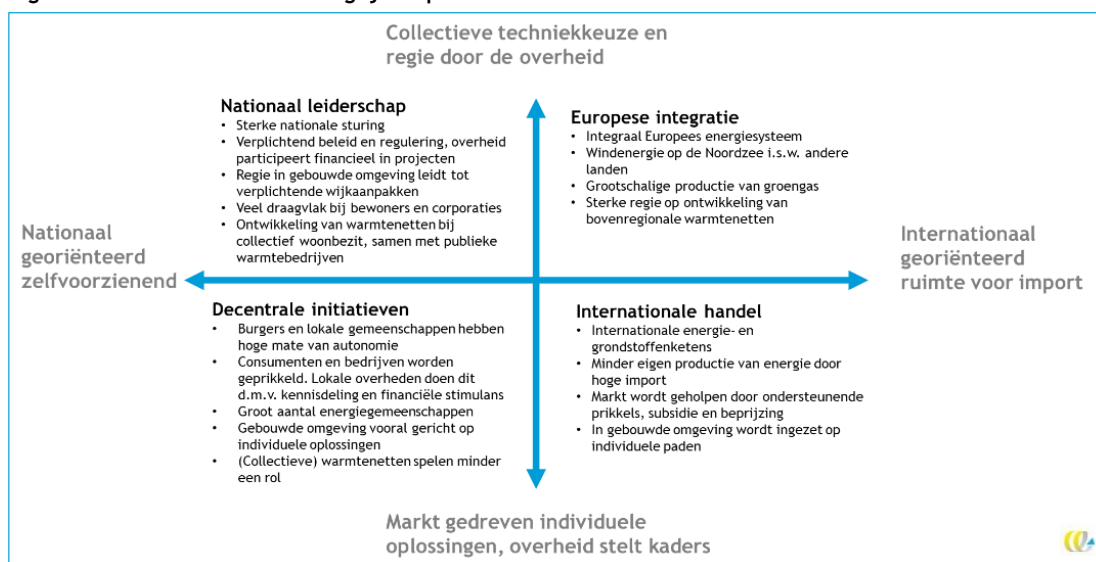 Collectieve techniekkeuze en
regie door de overheid
Nationaal leiderschap
• Sterke nationale sturing
• Verplichtend beleid en regulering, overheid
participeert financieel in projecten
• Regie in gebouwde omgeving leidt tot
verplichtende wijkaanpakken
• Veel draagvlak bij bewoners en corporaties
• Ontwikkeling van warmtenetten bij
collectief woonbezit, samen met publieke
warmtebedrijven
Europese integratie
• Integraal Europees energiesysteem
• Windenergie op de Noordzee i.s.w. andere
landen
• Grootschalige productie van groengas
• Sterke regie op ontwikkeling van
bovenregionale warmtenetten
Nationaal
georiënteerd
zelfvoorzienend
Internationaal
georiënteerd
ruimte voor import
Decentrale initiatieven
• Burgers en lokale gemeenschappen hebben
hoge mate van autonomie
• Consumenten en bedrijven worden
geprikkeld. Lokale overheden doen dit
d.m.v. kennisdeling en financiële stimulans
• Groot aantal energiegemeenschappen
• Gebouwde omgeving vooral gericht op
individuele oplossingen
• (Collectieve) warmtenetten spelen minder
een rol
Internationale handel
• Internationale energie- en
grondstoffenketens
• Minder eigen productie van energie door
hoge import
• Markt wordt geholpen door ondersteunende
prikkels, subsidie en beprijzing
• In gebouwde omgeving wordt ingezet op
individuele paden
Markt gedreven individuele
oplossingen, overheid stelt kaders